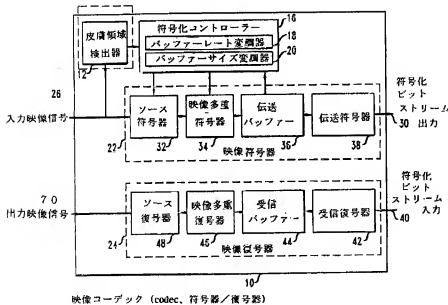 符号化コントローラー
16
皮膚領域
検出器
バッファーレート変調器
18
バッファーサイズ変調器
20
12
26
入力映像信号
ソース
符号器
映像多重
符号器
伝送
バッファー
伝送符号器
符号化
ビット
ストリーム
30 出力
22
32
34
36
38
映像符号器
70
出力映像信号
ソース
復号器
映像多重
復号器
受信
バッファー
受信復号器
符号化
ビット
ストリーム
入力
40
24
48
46
44
42
映像復号器
10
映像コーデック (codec、符号器/復号器)